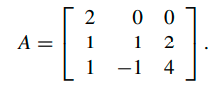 2 0 0
A = 1 1 2 .
1 −1 4